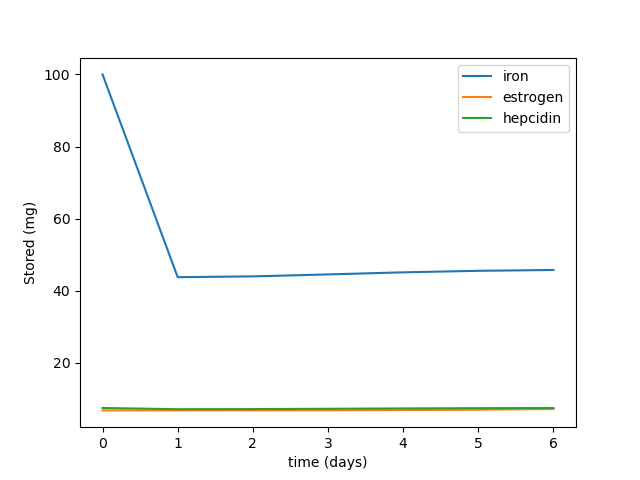 iron
estrogen
hepcidin
100
80
60
40
20
Stored (mg)
0 1 2 3 4 5 6
time (days)